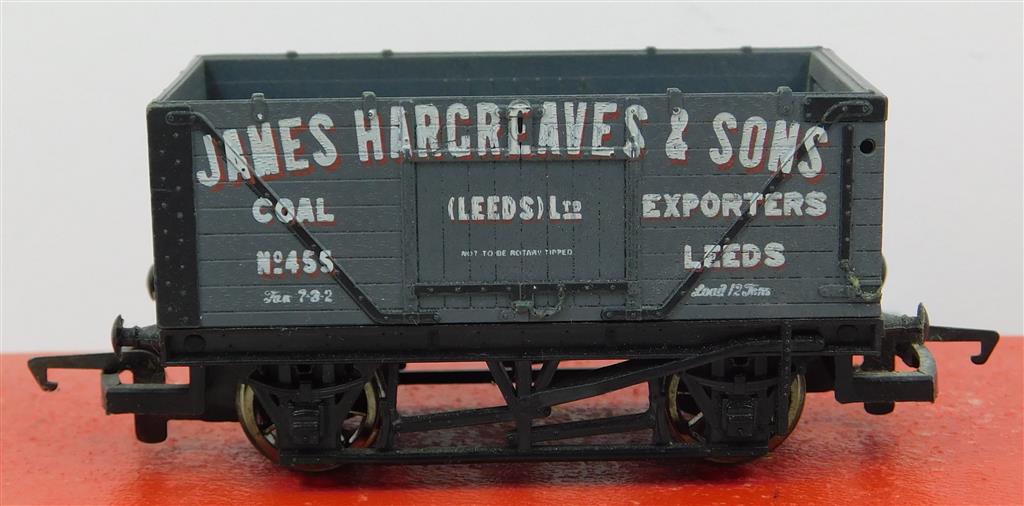 JAMES HARGREAVES & SONS
COAL (LEEDS) LTD EXPORTERS
NOT TO BE ROTARY TIPPED
No 455 LEEDS
Tare 7-3-2 Load 12 Tons